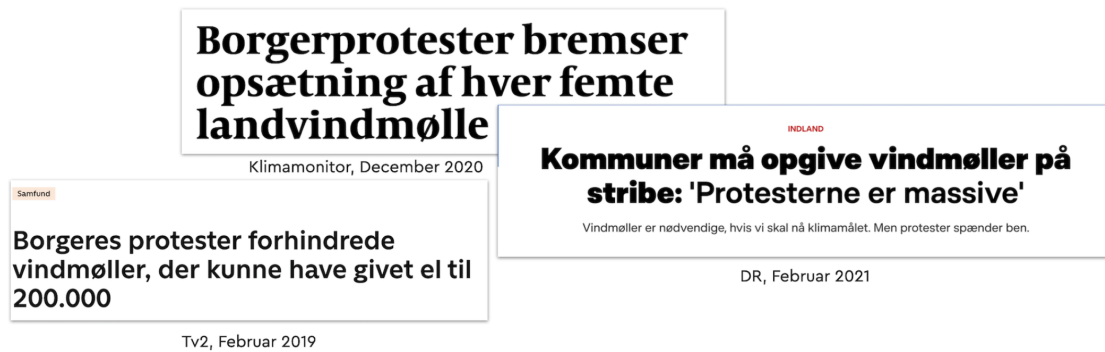 Borgerprotester bremser
opsætning af hver femte
landvindmølle
Klimamonitor, December 2020
INDLAND
Kommuner må opgive vindmøller på
stribe: 'Protesterne er massive'
Vindmøller er nødvendige, hvis vi skal nå klimamålet. Men protester spænder ben.
DR, Februar 2021
Samfund
Borgeres protester forhindrede
vindmøller, der kunne have givet el til
200.000
Tv2, Februar 2019